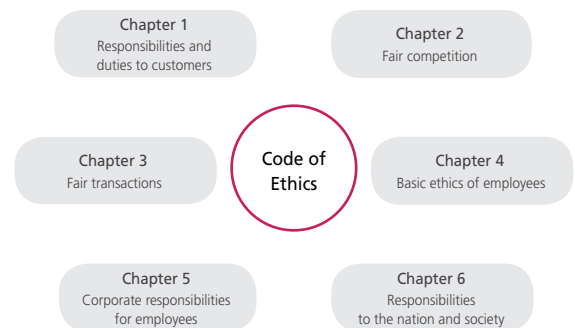 Chapter 1
Responsibilities and
duties to customers
Chapter 2
Fair competition
Chapter 3
Fair transactions
Code of
Ethics
Chapter 4
Basic ethics of employees
Chapter 5
Corporate responsibilities
for employees
Chapter 6
Responsibilities
to the nation and society